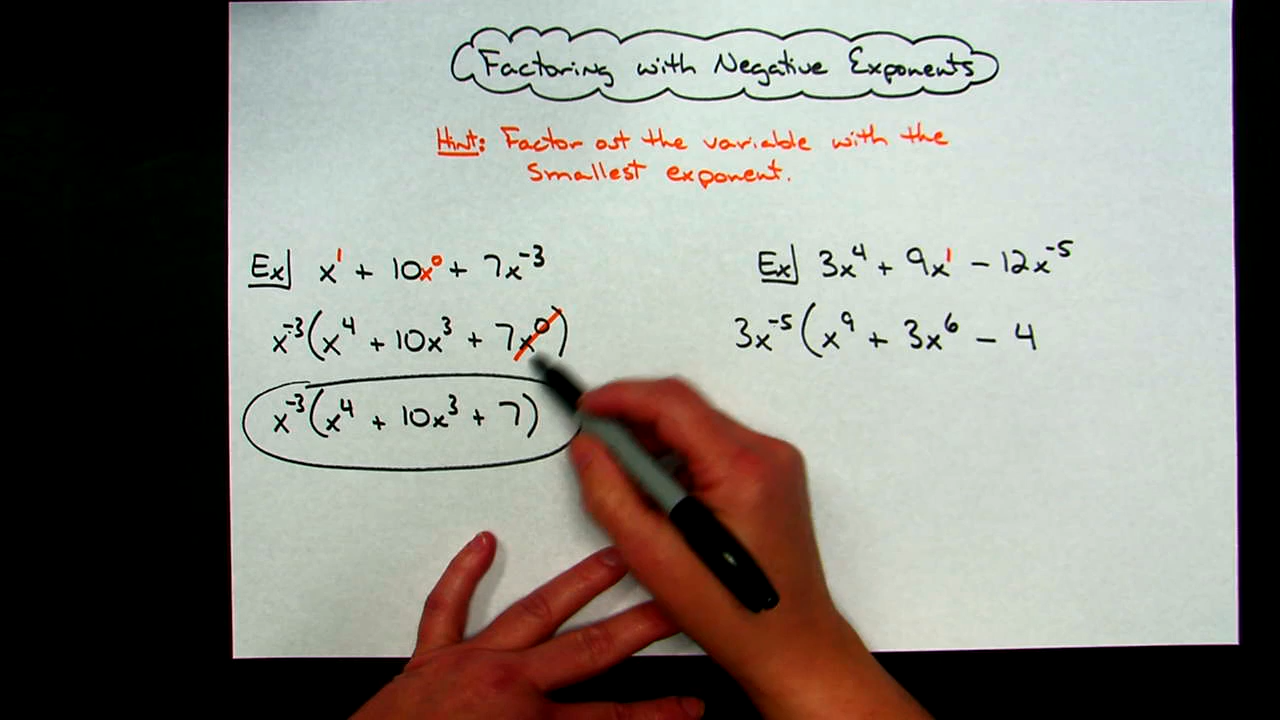 Factoring with Negative Exponents
Hint: Factor out the variable with the
smallest exponent.
Ex] x¹ + 10x⁰ + 7x⁻³
x⁻³(x⁴ + 10x³ + 7x⁰)
x⁻³(x⁴ + 10x³ + 7)
Ex] 3x⁴ + 9x¹ − 12x⁻⁵
3x⁻⁵(x⁹ + 3x⁶ − 4